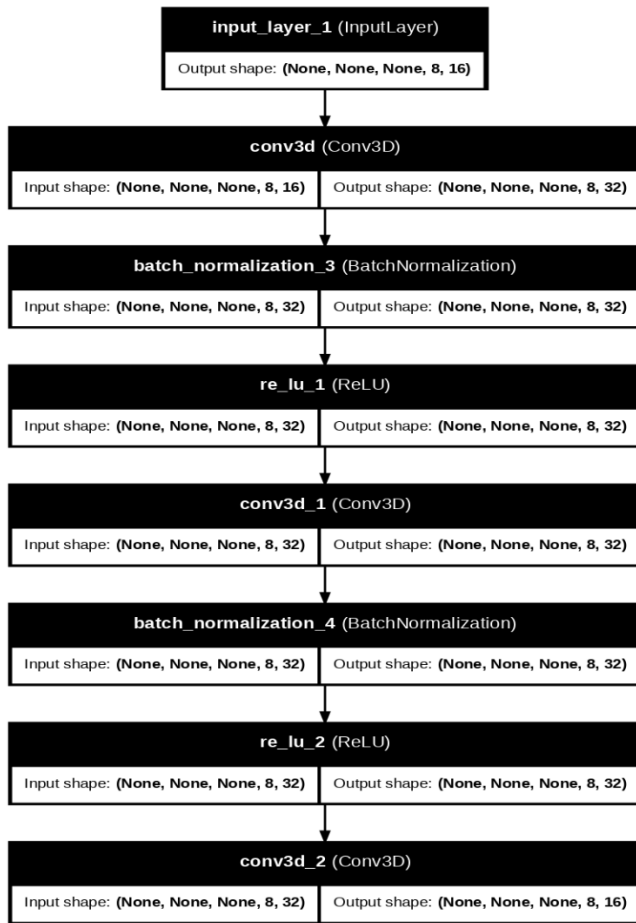 input_layer_1 (InputLayer)
Output shape: (None, None, None, 8, 16)
conv3d (Conv3D)
Input shape: (None, None, None, 8, 16) Output shape: (None, None, None, 8, 32)
batch_normalization_3 (BatchNormalization)
Input shape: (None, None, None, 8, 32) Output shape: (None, None, None, 8, 32)
re_lu_1 (ReLU)
Input shape: (None, None, None, 8, 32) Output shape: (None, None, None, 8, 32)
conv3d_1 (Conv3D)
Input shape: (None, None, None, 8, 32) Output shape: (None, None, None, 8, 32)
batch_normalization_4 (BatchNormalization)
Input shape: (None, None, None, 8, 32) Output shape: (None, None, None, 8, 32)
re_lu_2 (ReLU)
Input shape: (None, None, None, 8, 32) Output shape: (None, None, None, 8, 32)
conv3d_2 (Conv3D)
Input shape: (None, None, None, 8, 32) Output shape: (None, None, None, 8, 16)